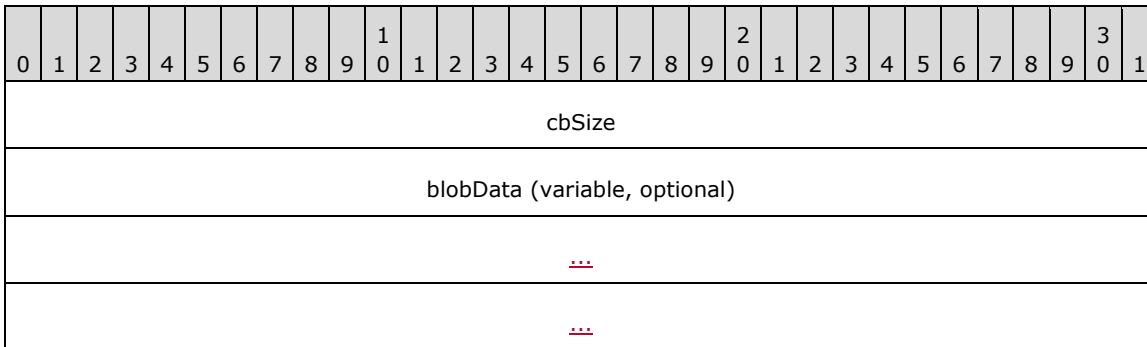 1 2 3
0 1 2 3 4 5 6 7 8 9 0 1 2 3 4 5 6 7 8 9 0 1 2 3 4 5 6 7 8 9 0 1
cbSize
blobData (variable, optional)
...
...